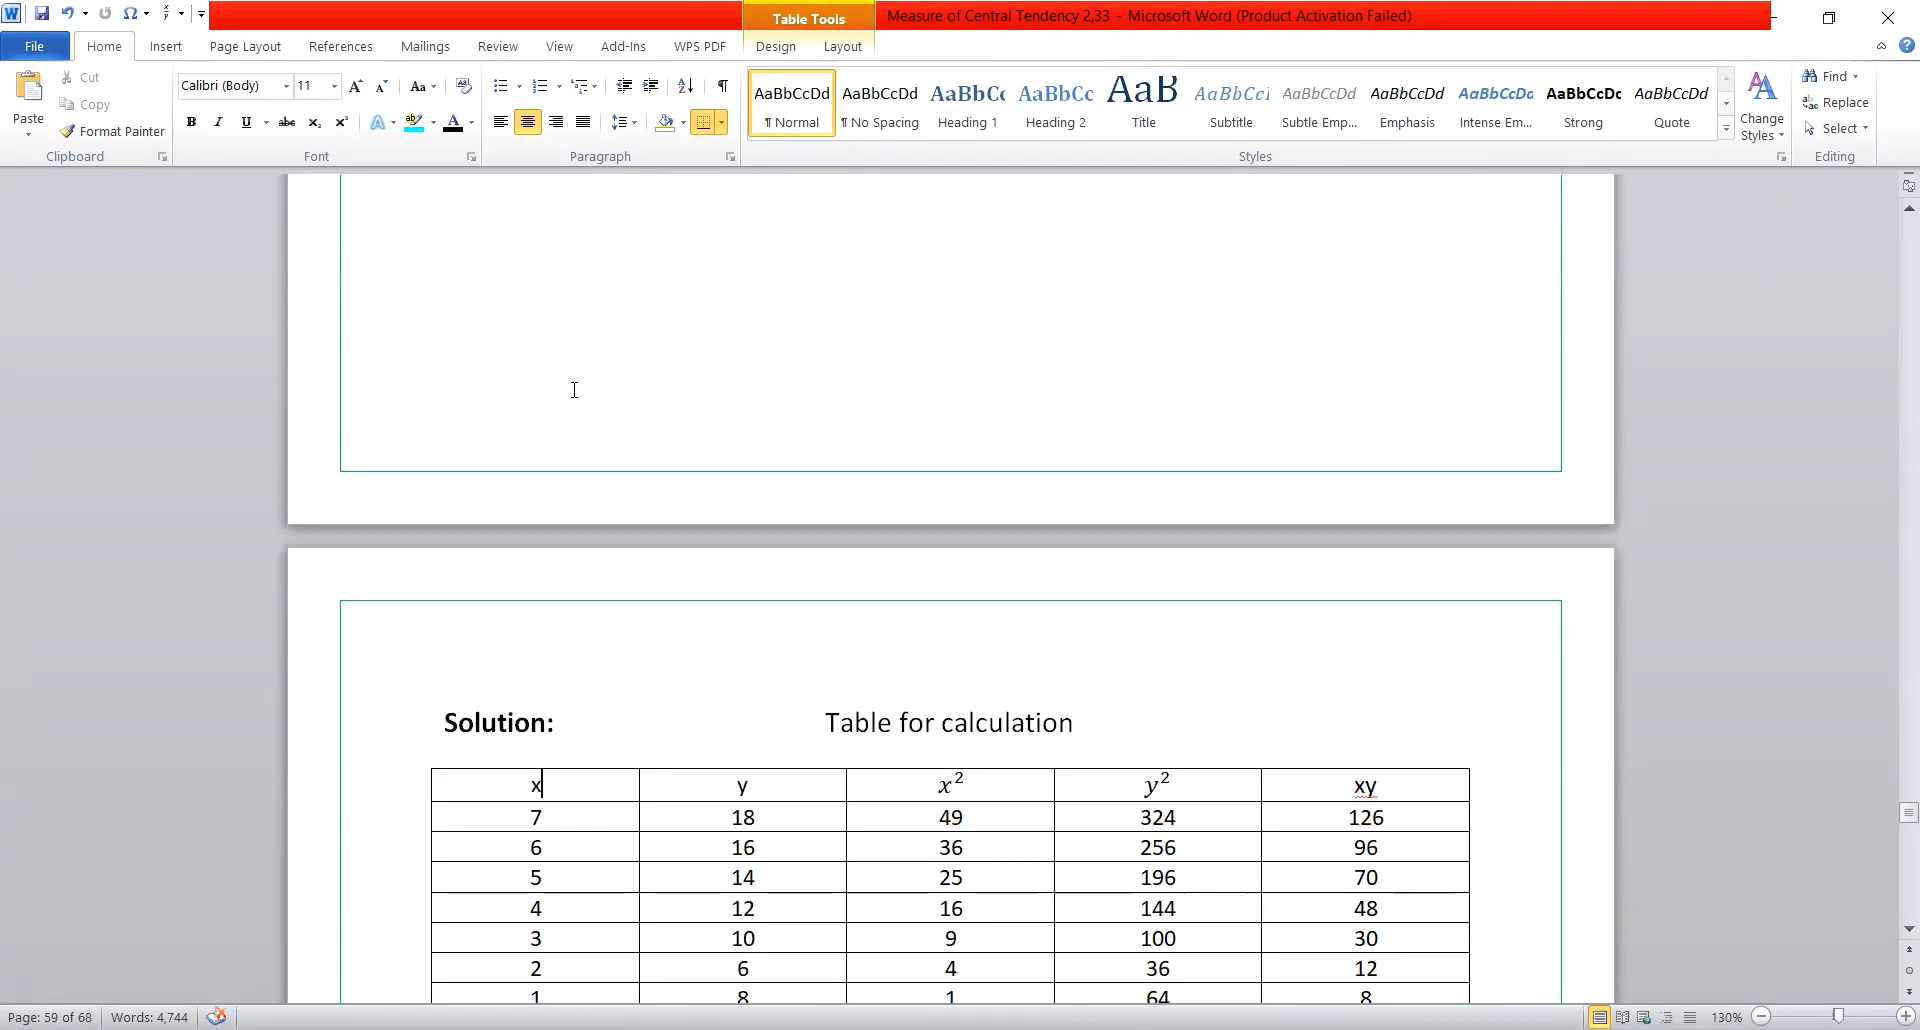 Table Tools
Measure of Central Tendency 2,33 - Microsoft Word (Product Activation Failed)
File Home Insert Page Layout References Mailings Review View Add-Ins WPS PDF Design Layout
Cut
Copy
Format Painter
Paste
Clipboard
Calibri (Body) 11
Font
Paragraph
AaBbCcDd AaBbCcDd AaBbCc AaBbCc AaB AaBbCcI AaBbCcDd AaBbCcDd AaBbCcDd AaBbCcDc AaBbCcDd
¶ Normal ¶ No Spacing Heading 1 Heading 2 Title Subtitle Subtle Emp... Emphasis Intense Em... Strong Quote
Styles
Change
Styles
Find
Replace
Select
Editing
Solution: Table for calculation
x y x² y² xy
7 18 49 324 126
6 16 36 256 96
5 14 25 196 70
4 12 16 144 48
3 10 9 100 30
2 6 4 36 12
1 8 1 64 8
Page: 59 of 68 Words: 4,744 130%